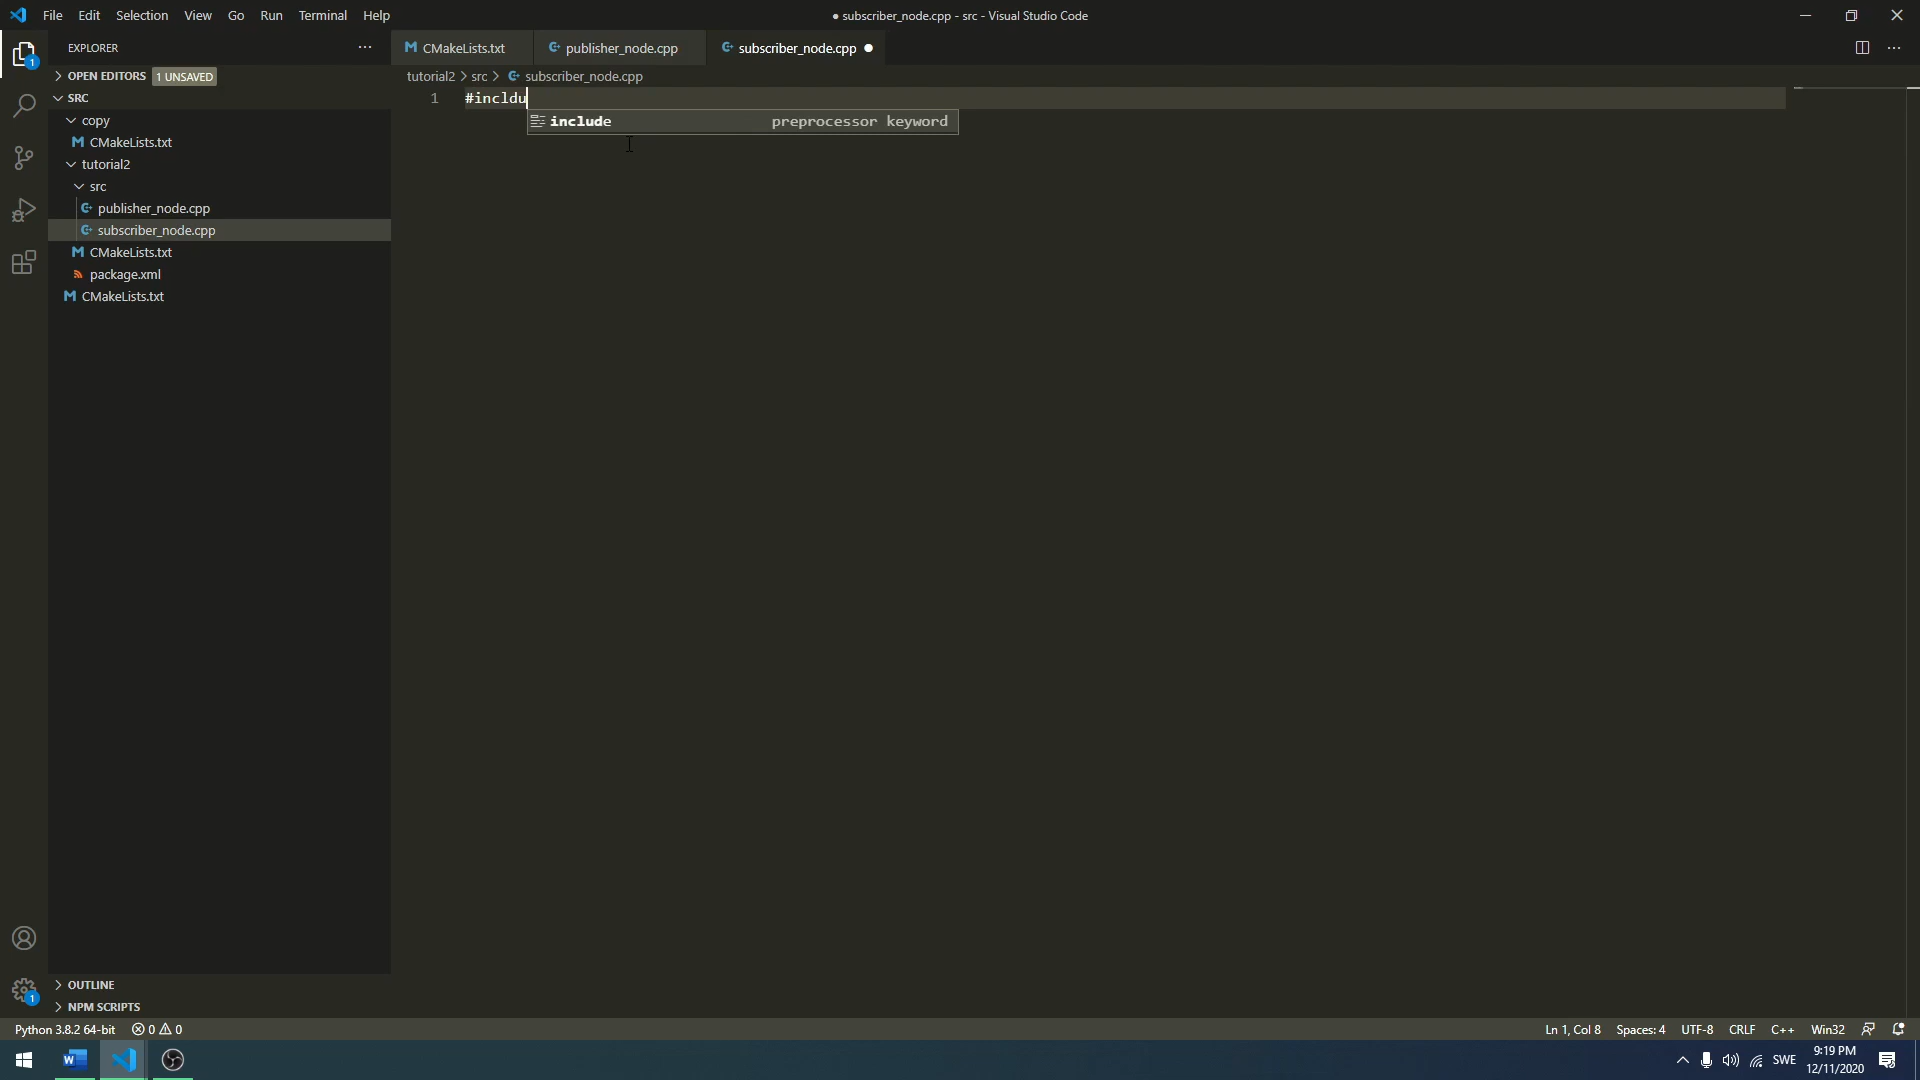 File Edit Selection View Go Run Terminal Help
● subscriber_node.cpp - src - Visual Studio Code
EXPLORER
CMakeLists.txt
publisher_node.cpp
subscriber_node.cpp
OPEN EDITORS 1 UNSAVED
tutorial2 > src > subscriber_node.cpp
SRC
1 #incldu
copy
include preprocessor keyword
CMakeLists.txt
tutorial2
src
publisher_node.cpp
subscriber_node.cpp
CMakeLists.txt
package.xml
CMakeLists.txt
OUTLINE
NPM SCRIPTS
Python 3.8.2 64-bit 0 0
Ln 1, Col 8 Spaces: 4 UTF-8 CRLF C++ Win32
SWE
9:19 PM
12/11/2020